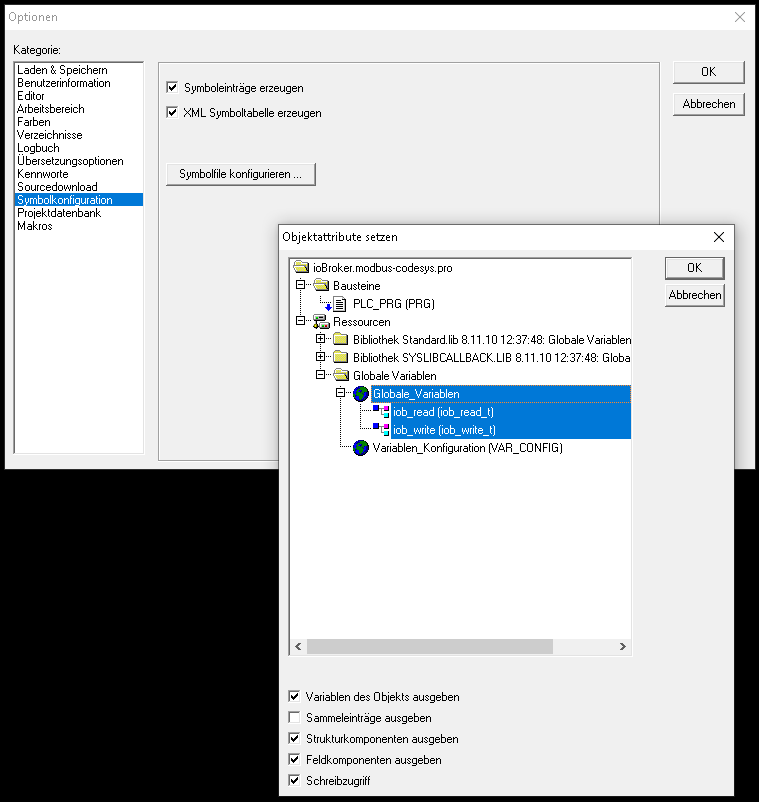 Optionen
Kategorie:
Laden & Speichern
Benutzerinformation
Editor
Arbeitsbereich
Farben
Verzeichnisse
Logbuch
Übersetzungsoptionen
Kennworte
Sourcedownload
Symbolkonfiguration
Projektdatenbank
Makros
Symboleinträge erzeugen
XML Symboltabelle erzeugen
Symbolfile konfigurieren ...
OK
Abbrechen
Objektattribute setzen
ioBroker.modbus-codesys.pro
Bausteine
PLC_PRG (PRG)
Ressourcen
Bibliothek Standard.lib 8.11.10 12:37:48: Globale Variablen
Bibliothek SYSLIBCALLBACK.LIB 8.11.10 12:37:48: Globa
Globale Variablen
Globale_Variablen
iob_read (iob_read_t)
iob_write (iob_write_t)
Variablen_Konfiguration (VAR_CONFIG)
OK
Abbrechen
Variablen des Objekts ausgeben
Sammeleinträge ausgeben
Strukturkomponenten ausgeben
Feldkomponenten ausgeben
Schreibzugriff